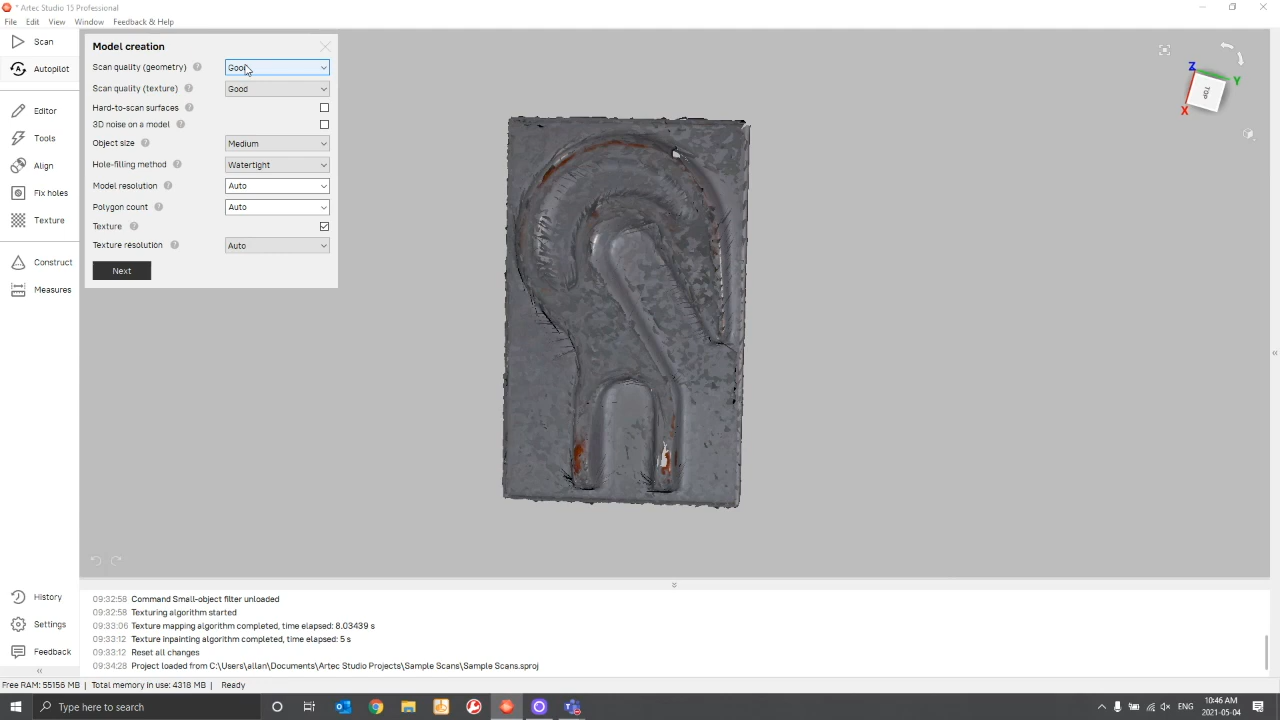 * Artec Studio 15 Professional
File Edit View Window Feedback & Help
Scan
Autopilot
Editor
Tools
Align
Fix holes
Texture
Construct
Measures
History
Settings
Feedback
Model creation
Scan quality (geometry) ? Good
Scan quality (texture) ? Good
Hard-to-scan surfaces ?
3D noise on a model ?
Object size ? Medium
Hole-filling method ? Watertight
Model resolution ? Auto
Polygon count ? Auto
Texture ?
Texture resolution ? Auto
Next
Z
Y
TOP
X
09:32:58 Command Small-object filter unloaded
09:32:58 Texturing algorithm started
09:33:06 Texture mapping algorithm completed, time elapsed: 8.03439 s
09:33:12 Texture inpainting algorithm completed, time elapsed: 5 s
09:33:12 Reset all changes
09:34:28 Project loaded from C:\Users\allan\Documents\Artec Studio Projects\Sample Scans\Sample Scans.sproj
Free RAM: 55156 MB | Total memory in use: 4318 MB | Ready
Type here to search
ENG
10:46 AM
2021-05-04